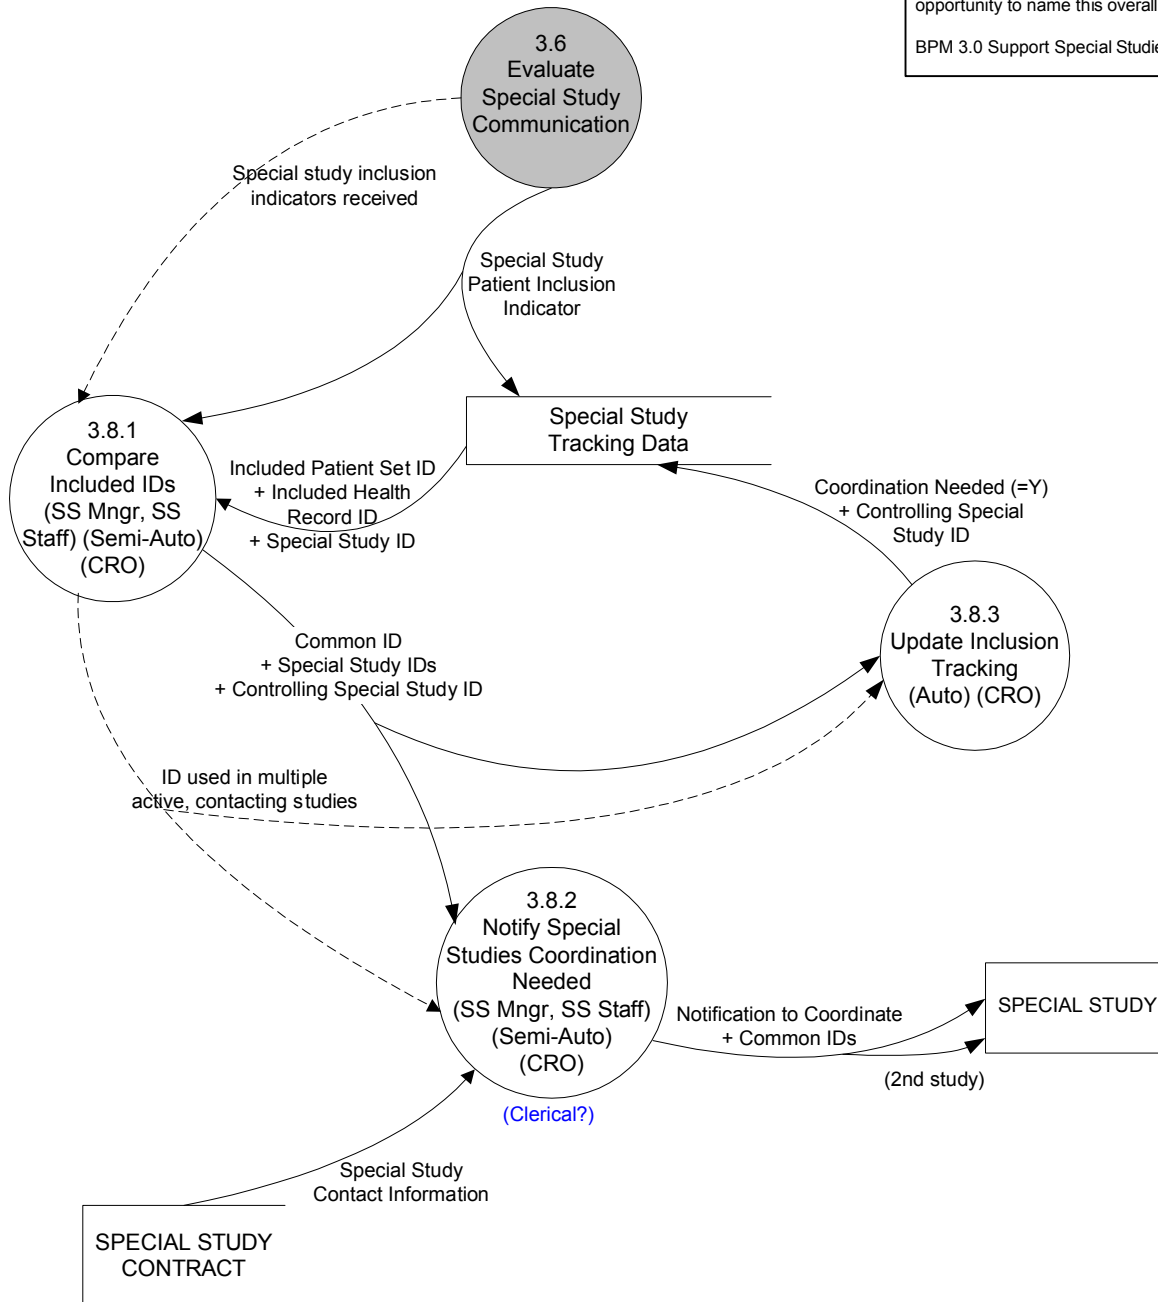 opportunity to name this overall
BPM 3.0 Support Special Studie
3.6
Evaluate
Special Study
Communication
Special study inclusion
indicators received
Special Study
Patient Inclusion
Indicator
Special Study
Tracking Data
3.8.1
Compare
Included IDs
(SS Mngr, SS
Staff) (Semi-Auto)
(CRO)
Included Patient Set ID
+ Included Health
Record ID
+ Special Study ID
Coordination Needed (=Y)
+ Controlling Special
Study ID
3.8.3
Update Inclusion
Tracking
(Auto) (CRO)
Common ID
+ Special Study IDs
+ Controlling Special Study ID
ID used in multiple
active, contacting studies
3.8.2
Notify Special
Studies Coordination
Needed
(SS Mngr, SS Staff)
(Semi-Auto)
(CRO)
(Clerical?)
Notification to Coordinate
+ Common IDs
SPECIAL STUDY
(2nd study)
Special Study
Contact Information
SPECIAL STUDY
CONTRACT